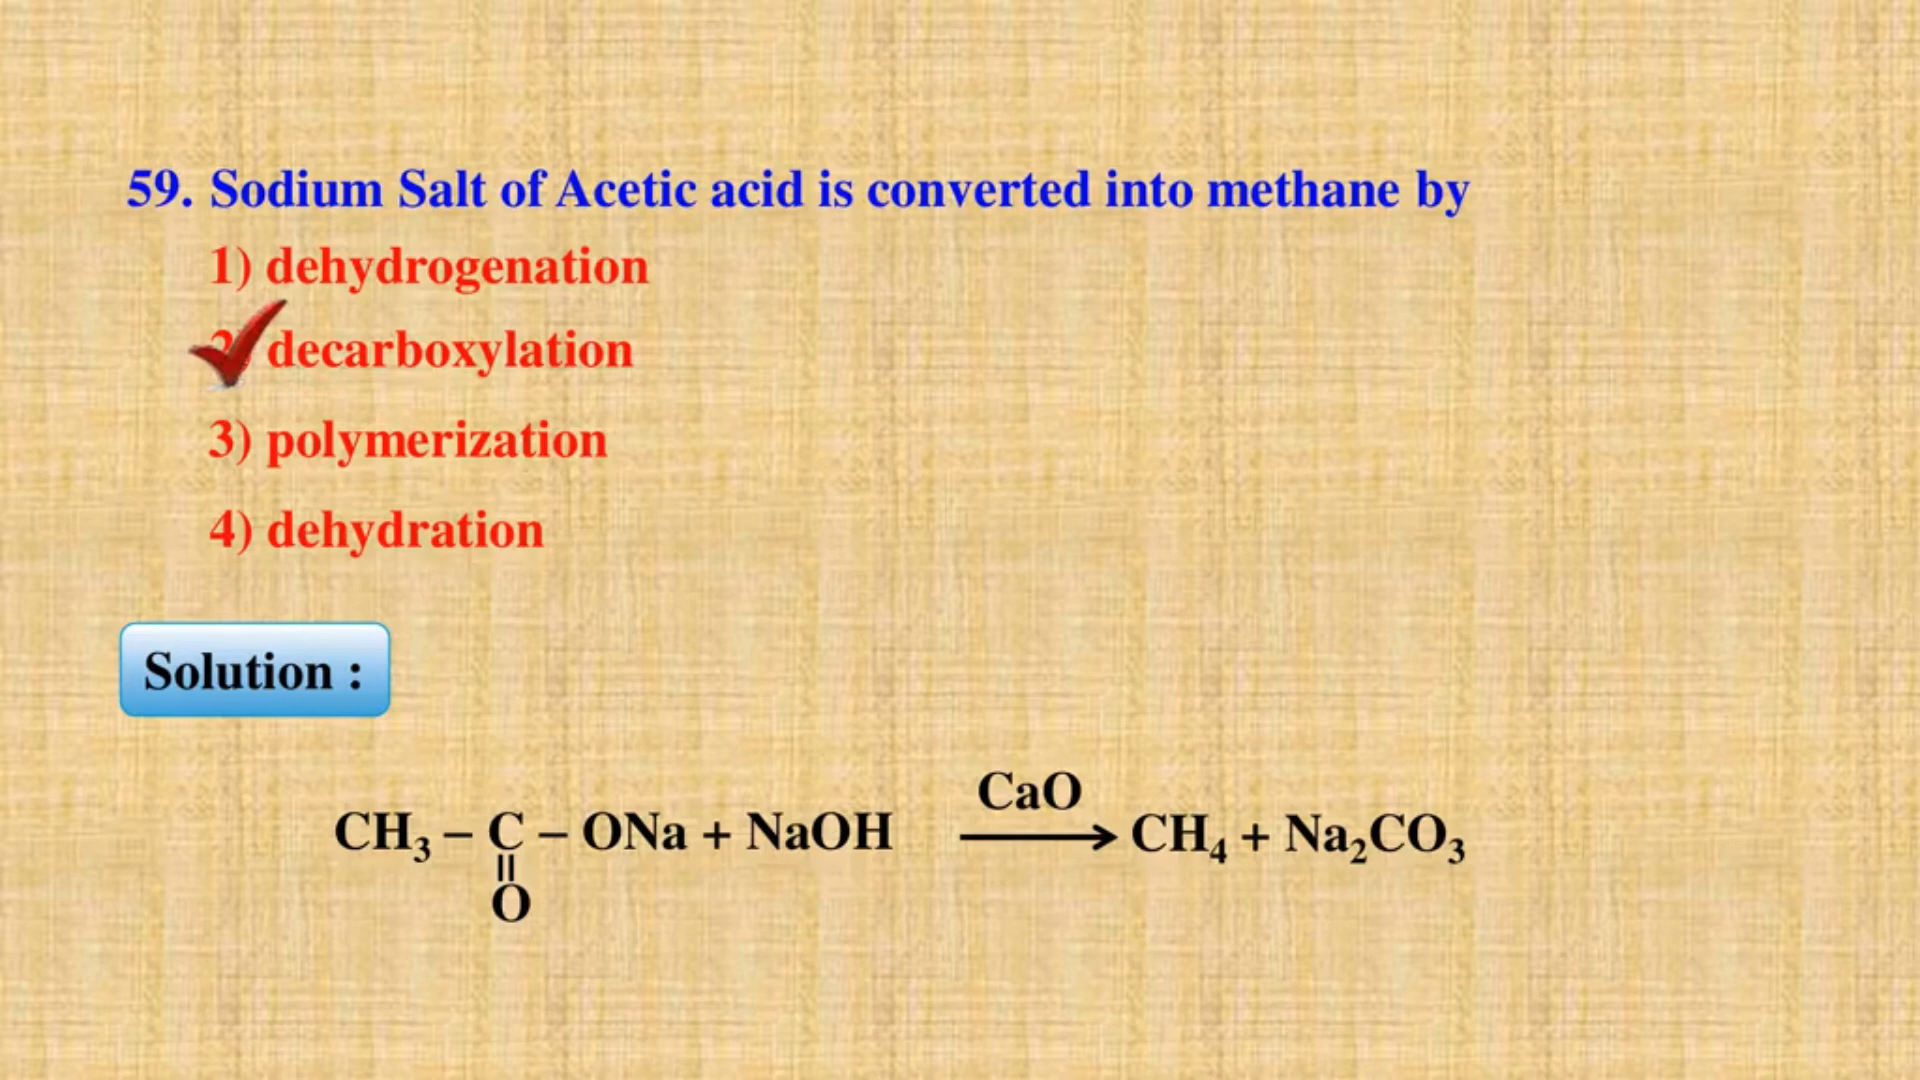 59. Sodium Salt of Acetic acid is converted into methane by
1) dehydrogenation
2) decarboxylation
3) polymerization
4) dehydration
Solution :
CaO
CH₃ – C – ONa + NaOH → CH₄ + Na₂CO₃
||
O